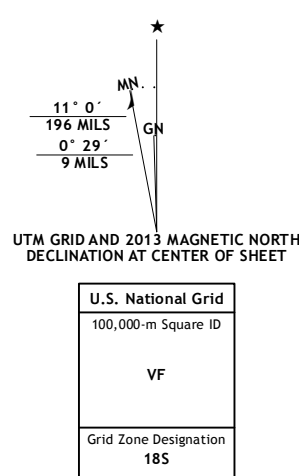 MN
11° 0´
196 MILS
GN
0° 29´
9 MILS
UTM GRID AND 2013 MAGNETIC NORTH
DECLINATION AT CENTER OF SHEET
U.S. National Grid
100,000-m Square ID
VF
Grid Zone Designation
18S